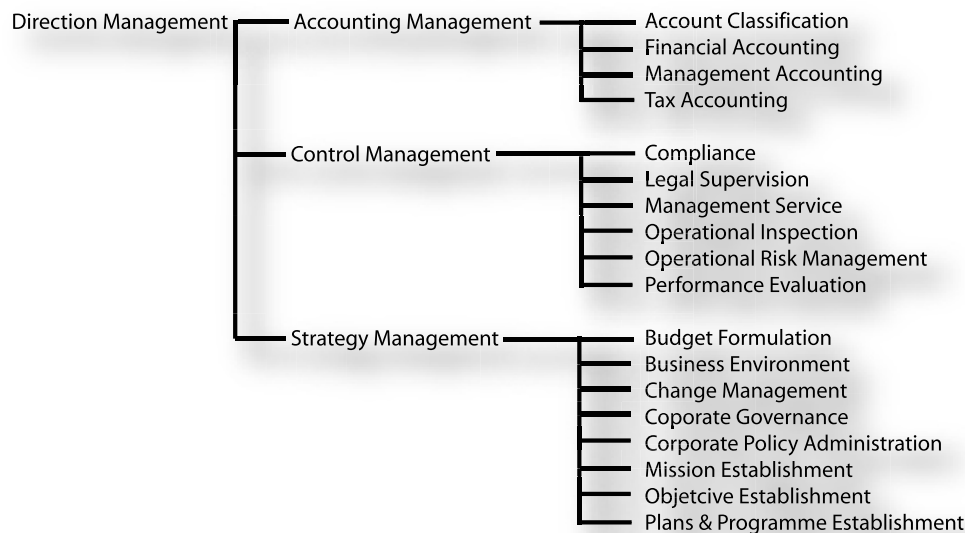 Direction Management
Accounting Management
Account Classification
Financial Accounting
Management Accounting
Tax Accounting
Control Management
Compliance
Legal Supervision
Management Service
Operational Inspection
Operational Risk Management
Performance Evaluation
Strategy Management
Budget Formulation
Business Environment
Change Management
Coporate Governance
Corporate Policy Administration
Mission Establishment
Objetcive Establishment
Plans & Programme Establishment